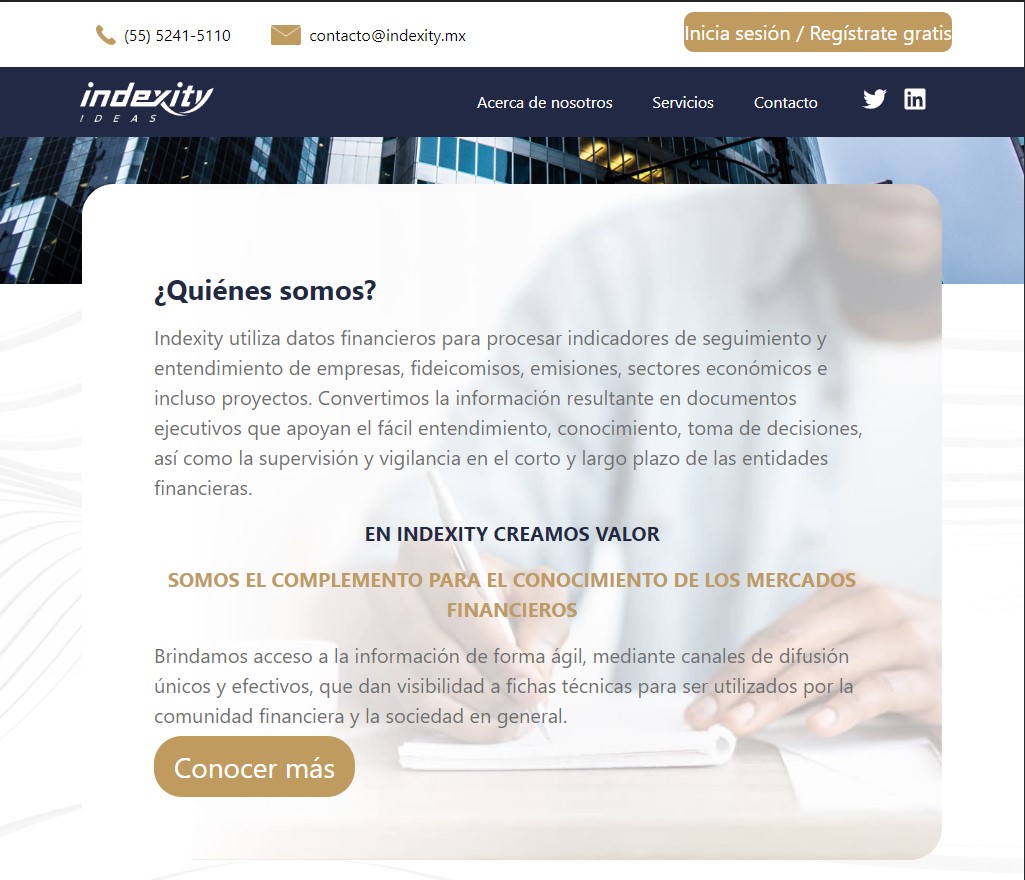 (55) 5241-5110
contacto@indexity.mx
Inicia sesión / Regístrate gratis
indexity
IDEAS
Acerca de nosotros
Servicios
Contacto
in
¿Quiénes somos?
Indexity utiliza datos financieros para procesar indicadores de seguimiento y
entendimiento de empresas, fideicomisos, emisiones, sectores económicos e
incluso proyectos. Convertimos la información resultante en documentos
ejecutivos que apoyan el fácil entendimiento, conocimiento, toma de decisiones,
así como la supervisión y vigilancia en el corto y largo plazo de las entidades
financieras.
EN INDEXITY CREAMOS VALOR
SOMOS EL COMPLEMENTO PARA EL CONOCIMIENTO DE LOS MERCADOS
FINANCIEROS
Brindamos acceso a la información de forma ágil, mediante canales de difusión
únicos y efectivos, que dan visibilidad a fichas técnicas para ser utilizados por la
comunidad financiera y la sociedad en general.
Conocer más